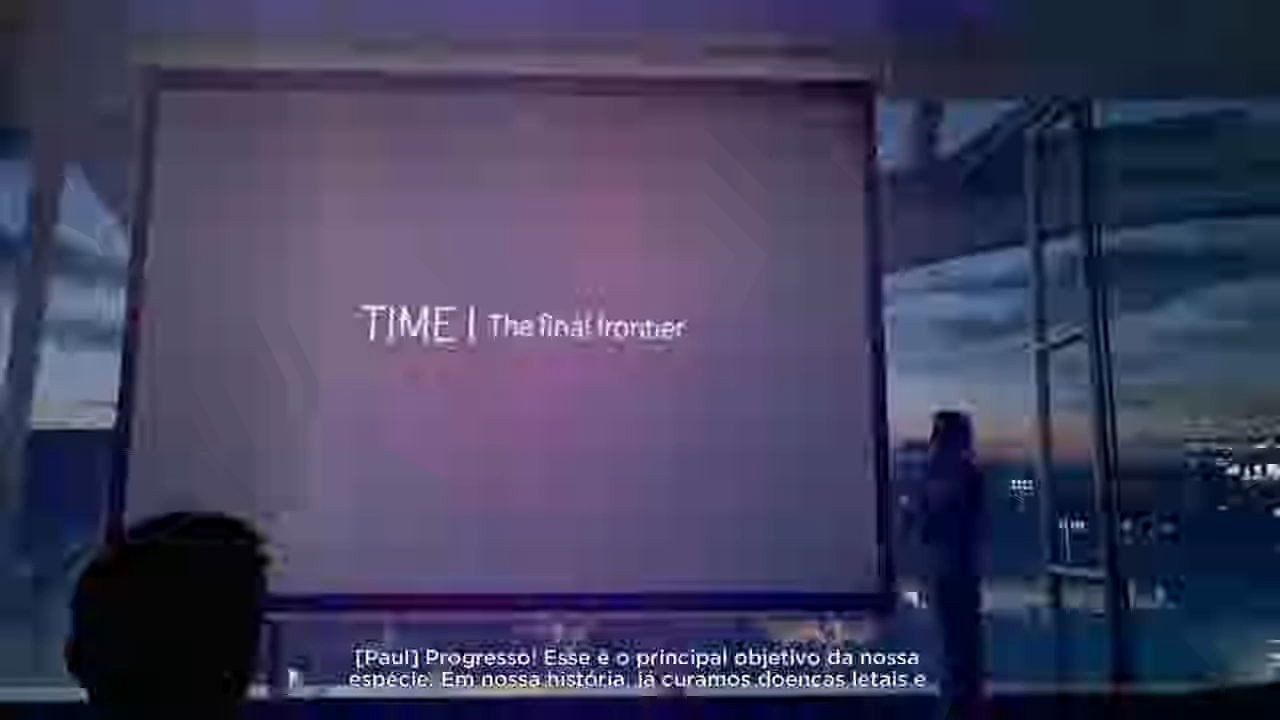 TIME | The final frontier
[Paul] Progresso! Esse é o principal objetivo da nossa
espécie. Em nossa história, já curamos doenças letais e